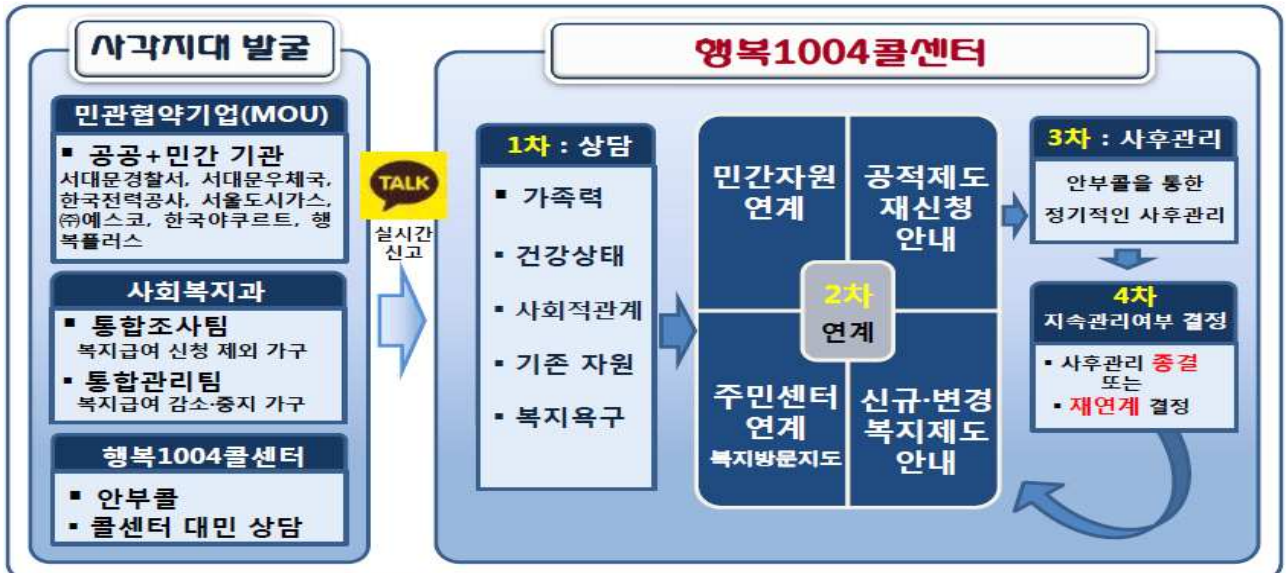 사각지대 발굴
민관협약기업(MOU)
▪ 공공+민간 기관
서대문경찰서, 서대문우체국,
한국전력공사, 서울도시가스,
㈜예스코, 한국야쿠르트, 행
복플러스
사회복지과
▪ 통합조사팀
복지급여 신청 제외 가구
▪ 통합관리팀
복지급여 감소·중지 가구
행복1004콜센터
▪ 안부콜
▪ 콜센터 대민 상담
TALK
실시간
신고
행복1004콜센터
1차 : 상담
▪ 가족력
▪ 건강상태
▪ 사회적관계
▪ 기존 자원
▪ 복지욕구
민간자원
연계
공적제도
재신청
안내
2차
연계
주민센터
연계
복지방문지도
신규·변경
복지제도
안내
3차 : 사후관리
안부콜을 통한
정기적인 사후관리
4차
지속관리여부 결정
▪ 사후관리 종결
또는
▪ 재연계 결정